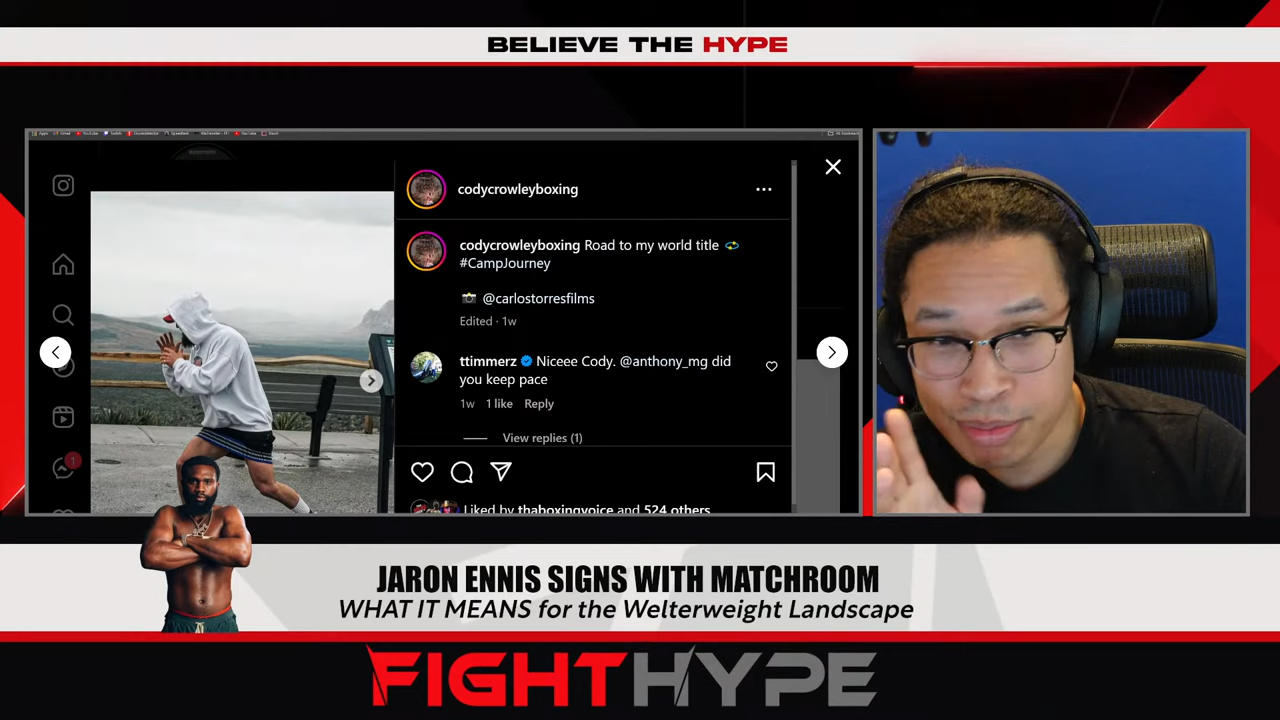 BELIEVE THE HYPE
codycrowleyboxing
codycrowleyboxing Road to my world title
#CampJourney
@carlostorresfilms
Edited · 1w
ttimmerz Niceee Cody. @anthony_mg did
you keep pace
1w 1 like Reply
View replies (1)
1
Liked by thaboxingvoice and 524 others
JARON ENNIS SIGNS WITH MATCHROOM
WHAT IT MEANS for the Welterweight Landscape
FIGHTHYPE